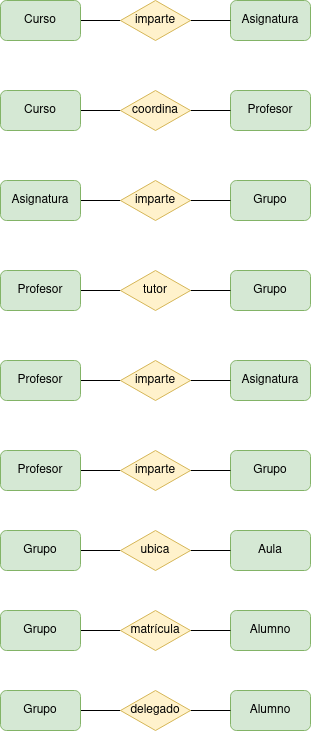 Curso imparte Asignatura
Curso coordina Profesor
Asignatura imparte Grupo
Profesor tutor Grupo
Profesor imparte Asignatura
Profesor imparte Grupo
Grupo ubica Aula
Grupo matrícula Alumno
Grupo delegado Alumno